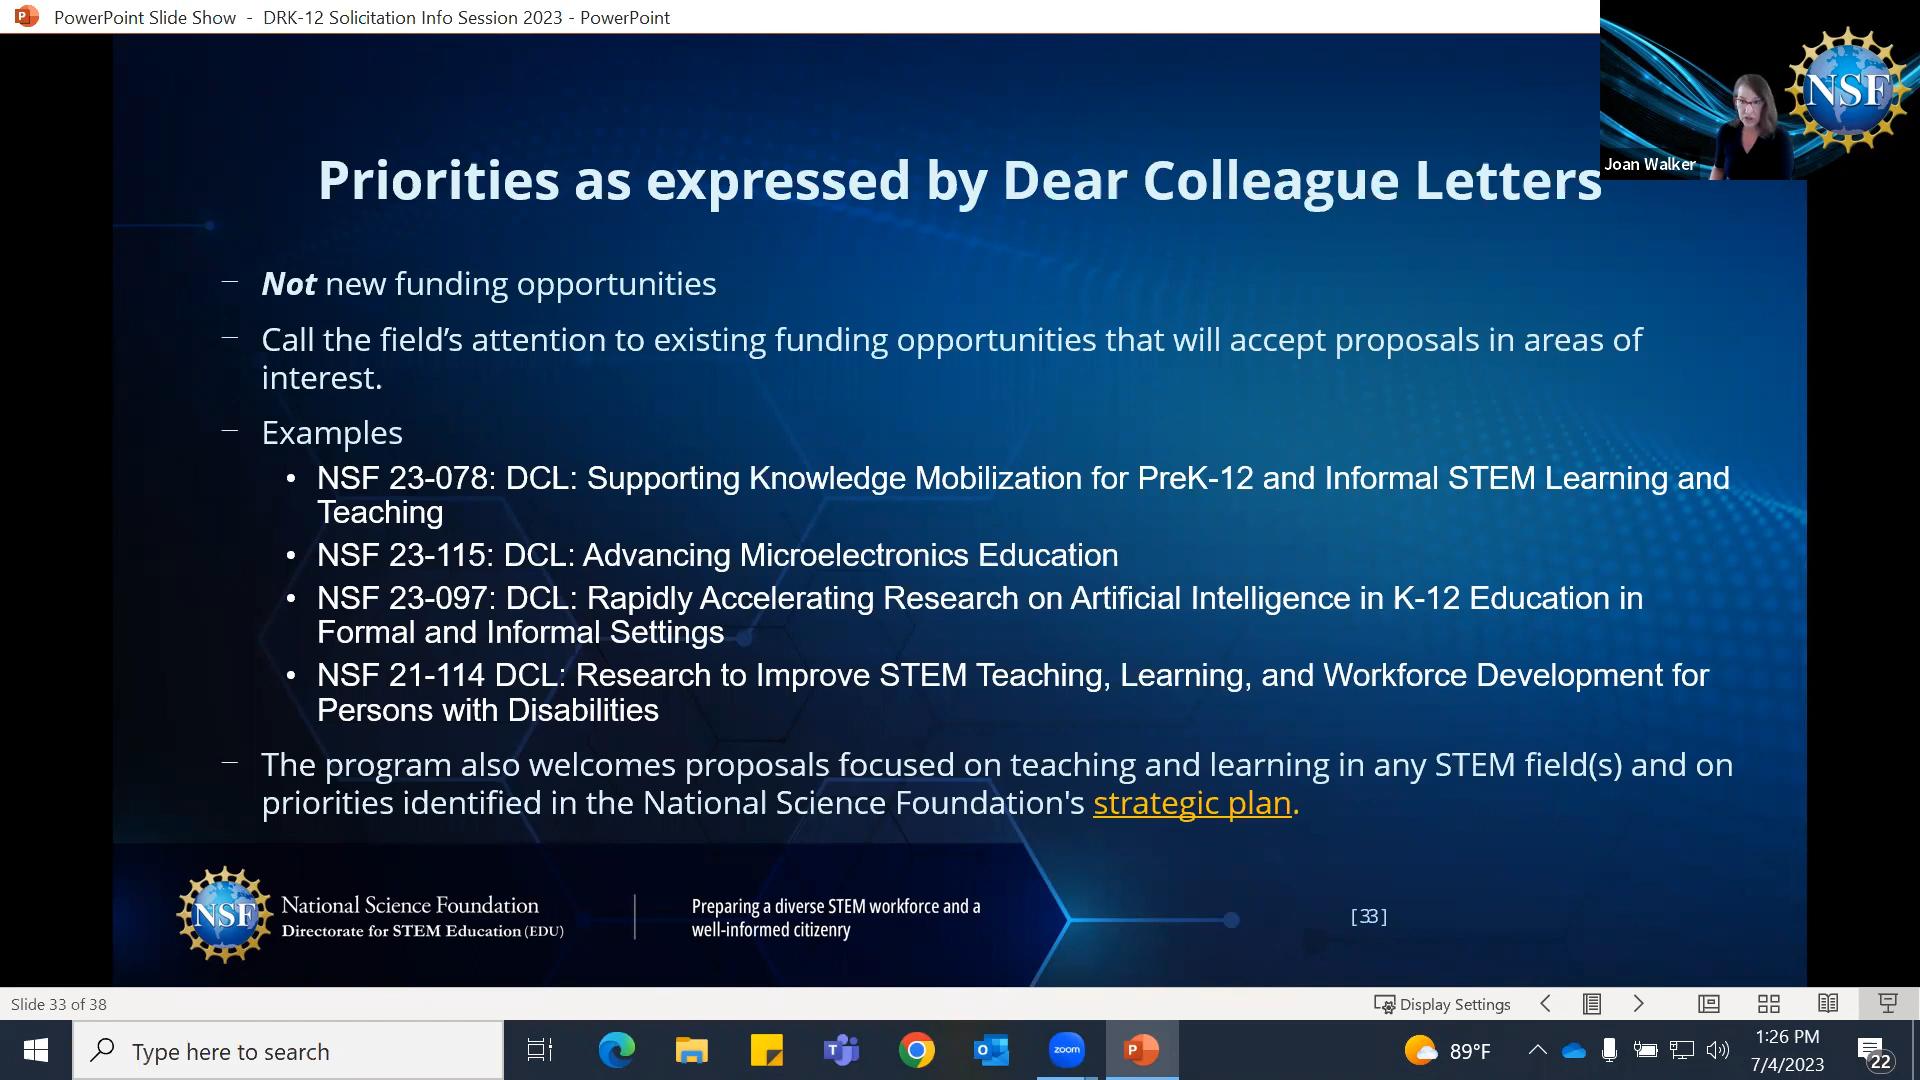 PowerPoint Slide Show - DRK-12 Solicitation Info Session 2023 - PowerPoint
NSF
Joan Walker
Priorities as expressed by Dear Colleague Letters
– Not new funding opportunities
– Call the field’s attention to existing funding opportunities that will accept proposals in areas of
interest.
– Examples
• NSF 23-078: DCL: Supporting Knowledge Mobilization for PreK-12 and Informal STEM Learning and
Teaching
• NSF 23-115: DCL: Advancing Microelectronics Education
• NSF 23-097: DCL: Rapidly Accelerating Research on Artificial Intelligence in K-12 Education in
Formal and Informal Settings
• NSF 21-114 DCL: Research to Improve STEM Teaching, Learning, and Workforce Development for
Persons with Disabilities
– The program also welcomes proposals focused on teaching and learning in any STEM field(s) and on
priorities identified in the National Science Foundation's strategic plan.
NSF
National Science Foundation
Directorate for STEM Education (EDU)
Preparing a diverse STEM workforce and a
well-informed citizenry
[33]
Slide 33 of 38
Display Settings
Type here to search
zoom
89°F
1:26 PM
7/4/2023
22